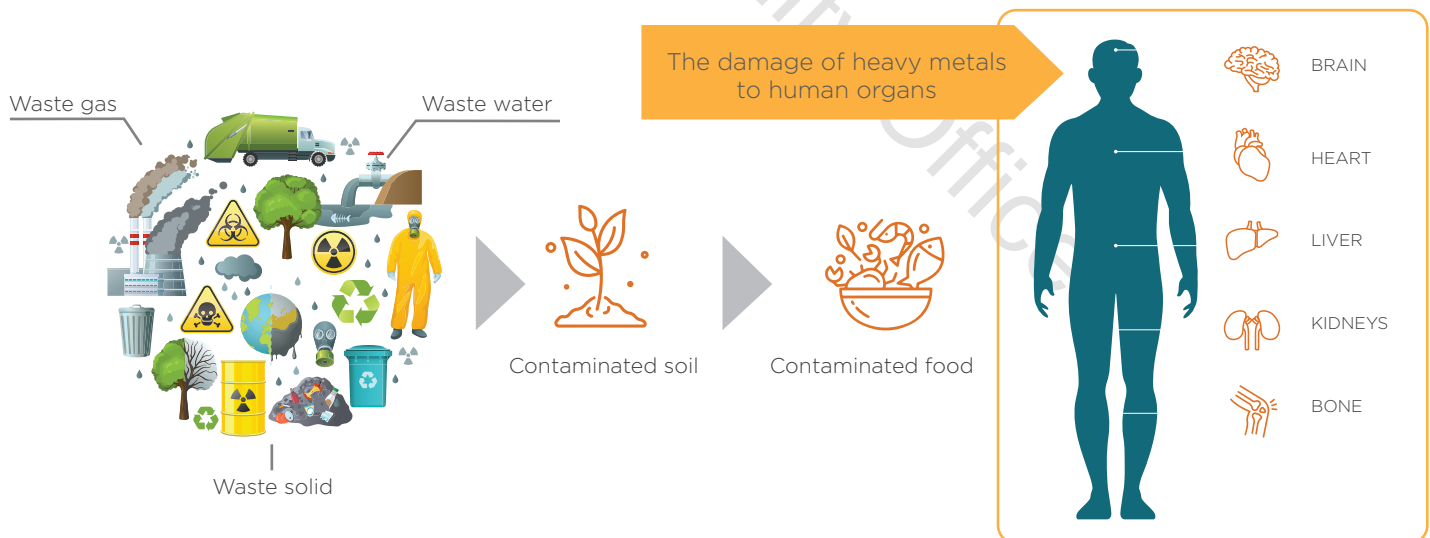 The damage of heavy metals
to human organs
Waste gas
Waste water
Waste solid
Contaminated soil
Contaminated food
BRAIN
HEART
LIVER
KIDNEYS
BONE
Office